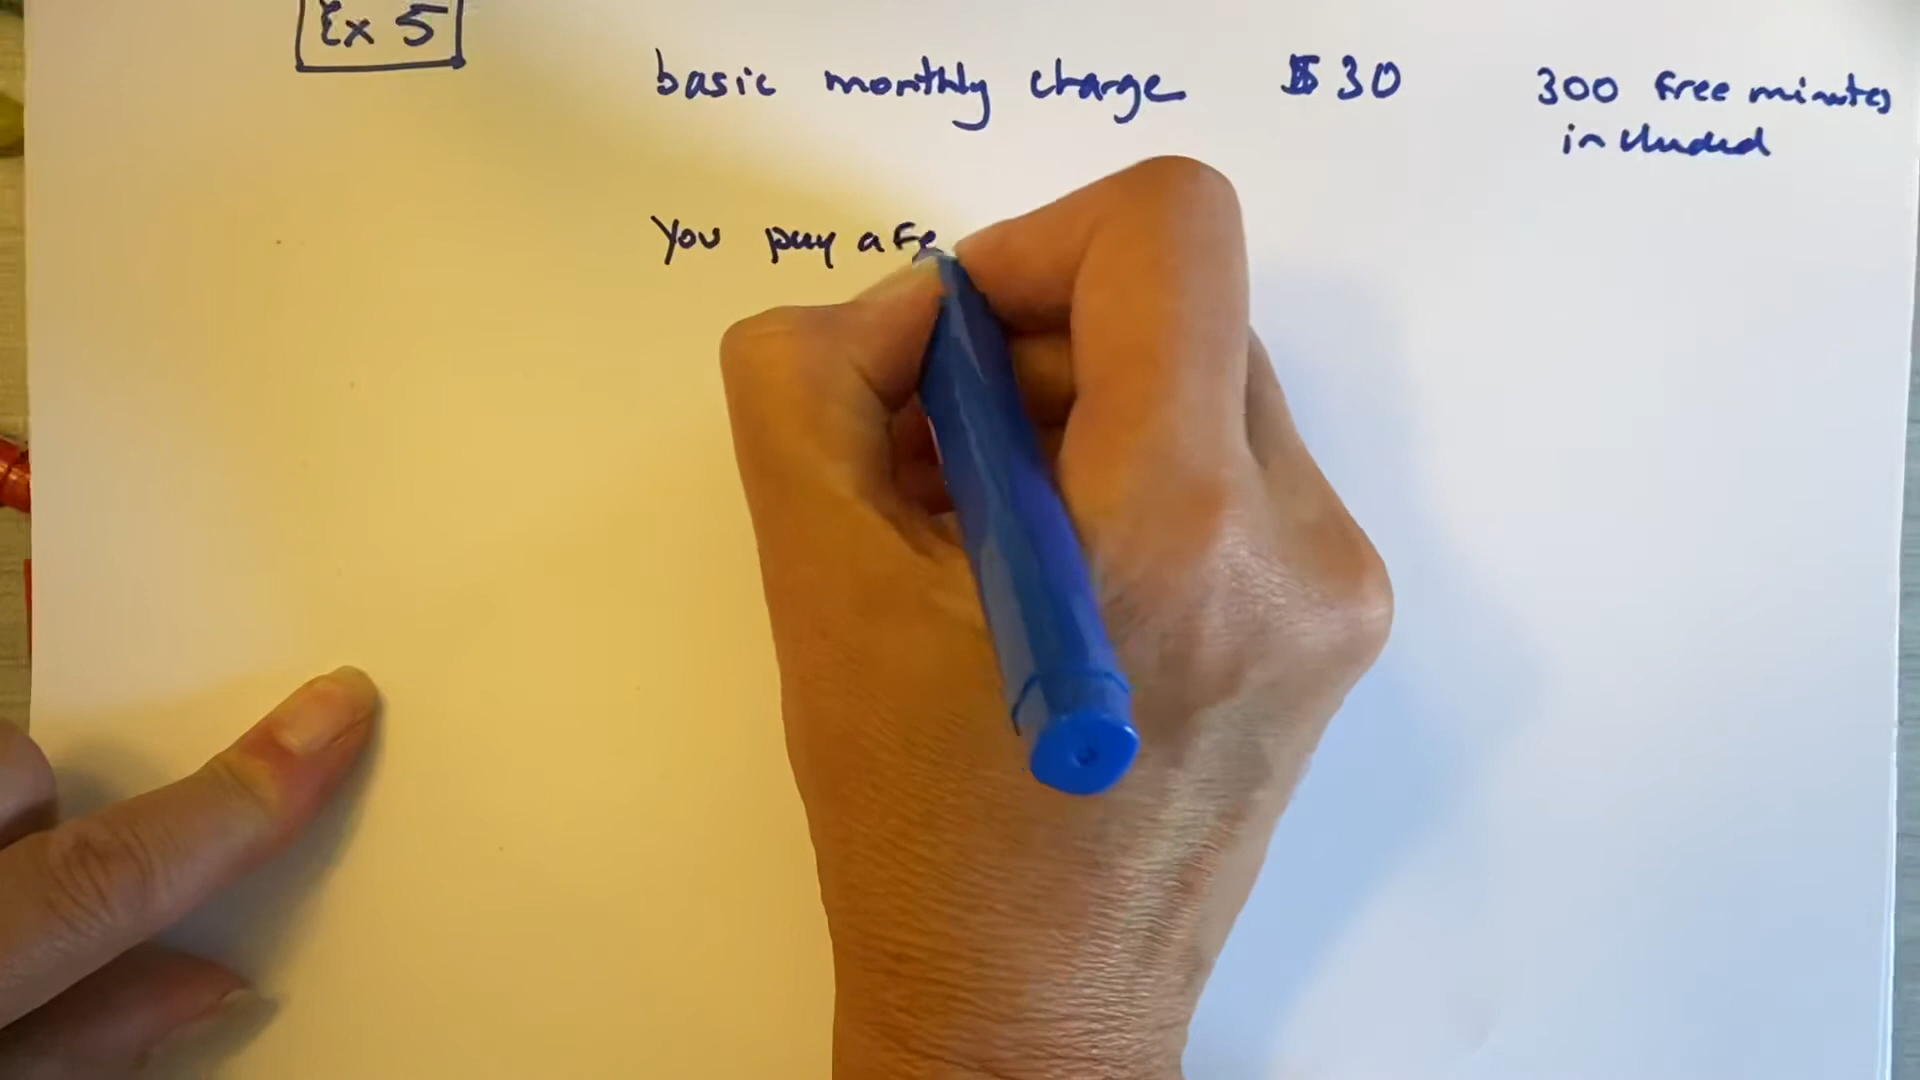 Ex 5
basic monthly charge $30 300 free minutes
included
You pay a Fe